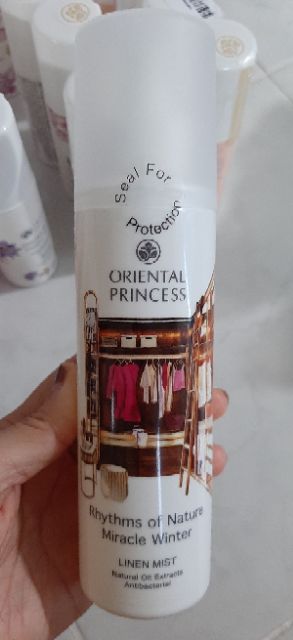 Seal For
Protection
ORIENTAL
PRINCESS
Rhythms of Nature
Miracle Winter
LINEN MIST
Natural Oil Extracts
Antibacterial